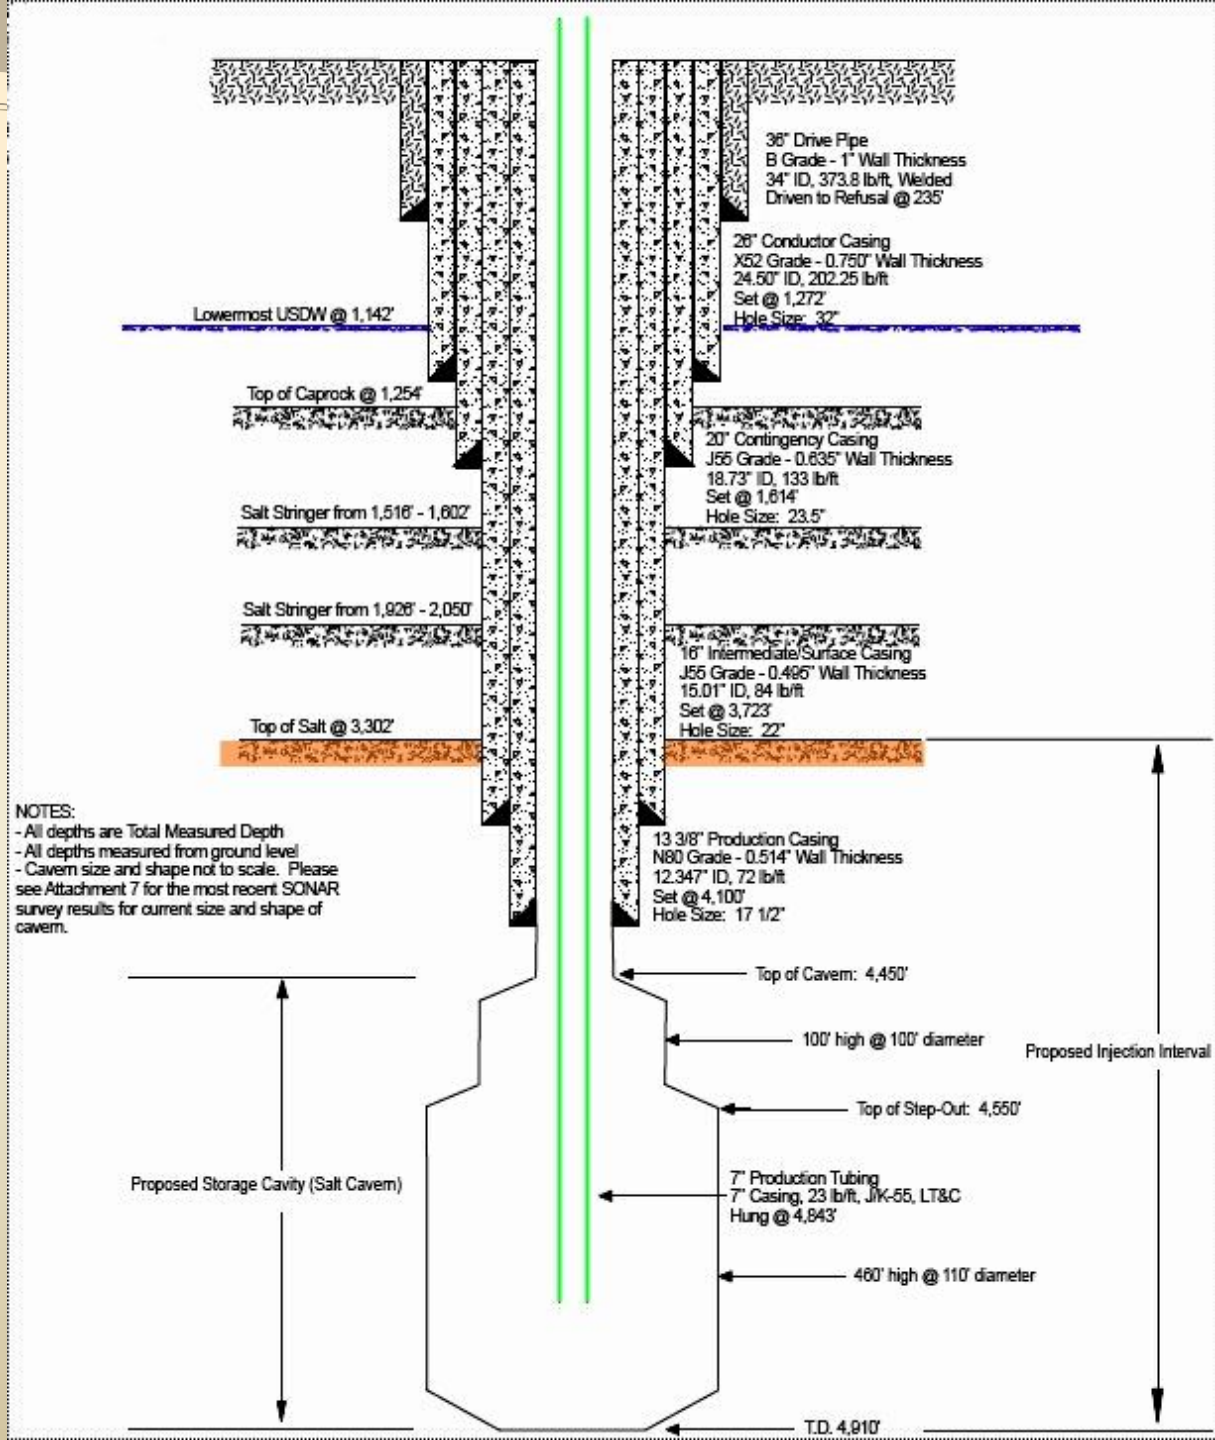 36" Drive Pipe
B Grade - 1" Wall Thickness
34" ID, 373.8 lb/ft, Welded
Driven to Refusal @ 235'
26" Conductor Casing
X52 Grade - 0.750" Wall Thickness
24.50" ID, 202.25 lb/ft
Set @ 1,272'
Hole Size: 32"
Lowermost USDW @ 1,142'
Top of Caprock @ 1,254'
20" Contingency Casing
J55 Grade - 0.635" Wall Thickness
18.73" ID, 133 lb/ft
Set @ 1,614'
Hole Size: 23.5"
Salt Stringer from 1,516' - 1,602'
Salt Stringer from 1,926' - 2,050'
16" Intermediate/Surface Casing
J55 Grade - 0.495" Wall Thickness
15.01" ID, 84 lb/ft
Set @ 3,723'
Hole Size: 22"
Top of Salt @ 3,302'
NOTES:
- All depths are Total Measured Depth
- All depths measured from ground level
- Cavern size and shape not to scale. Please
see Attachment 7 for the most recent SONAR
survey results for current size and shape of
cavern.
13 3/8" Production Casing
N80 Grade - 0.514" Wall Thickness
12.347" ID, 72 lb/ft
Set @ 4,100'
Hole Size: 17 1/2"
Top of Cavern: 4,450'
100' high @ 100' diameter
Proposed Injection Interval
Top of Step-Out: 4,550'
Proposed Storage Cavity (Salt Cavern)
7" Production Tubing
7" Casing, 23 lb/ft, J/K-55, LT&C
Hung @ 4,843'
460' high @ 110' diameter
T.D. 4,910'